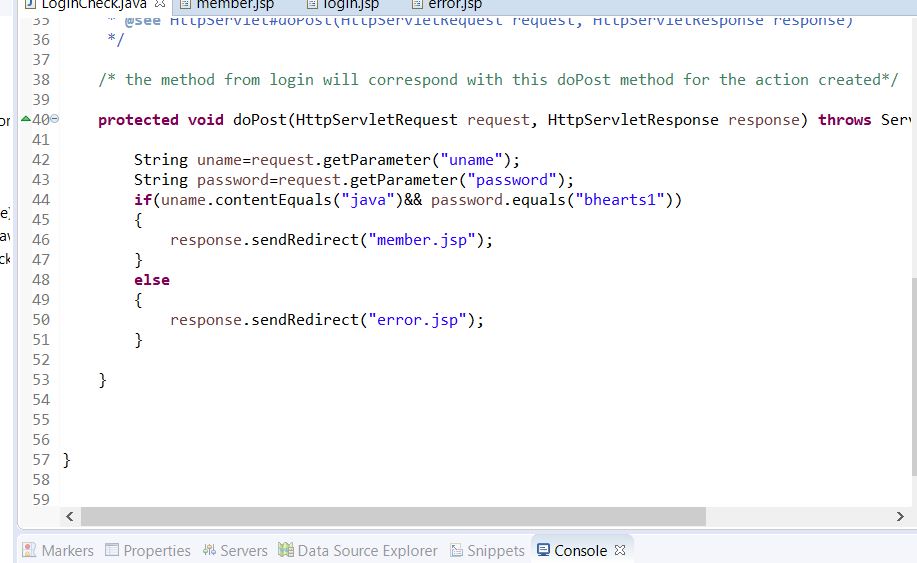 LoginCheck.java member.jsp login.jsp error.jsp
35 * @see HttpServlet#doPost(HttpServletRequest request, HttpServletResponse response)
36 */
37
38 /* the method from login will correspond with this doPost method for the action created*/
39
40 protected void doPost(HttpServletRequest request, HttpServletResponse response) throws Serv
41
42 String uname=request.getParameter("uname");
43 String password=request.getParameter("password");
44 if(uname.contentEquals("java")&& password.equals("bhearts1"))
45 {
46 response.sendRedirect("member.jsp");
47 }
48 else
49 {
50 response.sendRedirect("error.jsp");
51 }
52
53 }
54
55
56
57 }
58
59
Markers Properties Servers Data Source Explorer Snippets Console